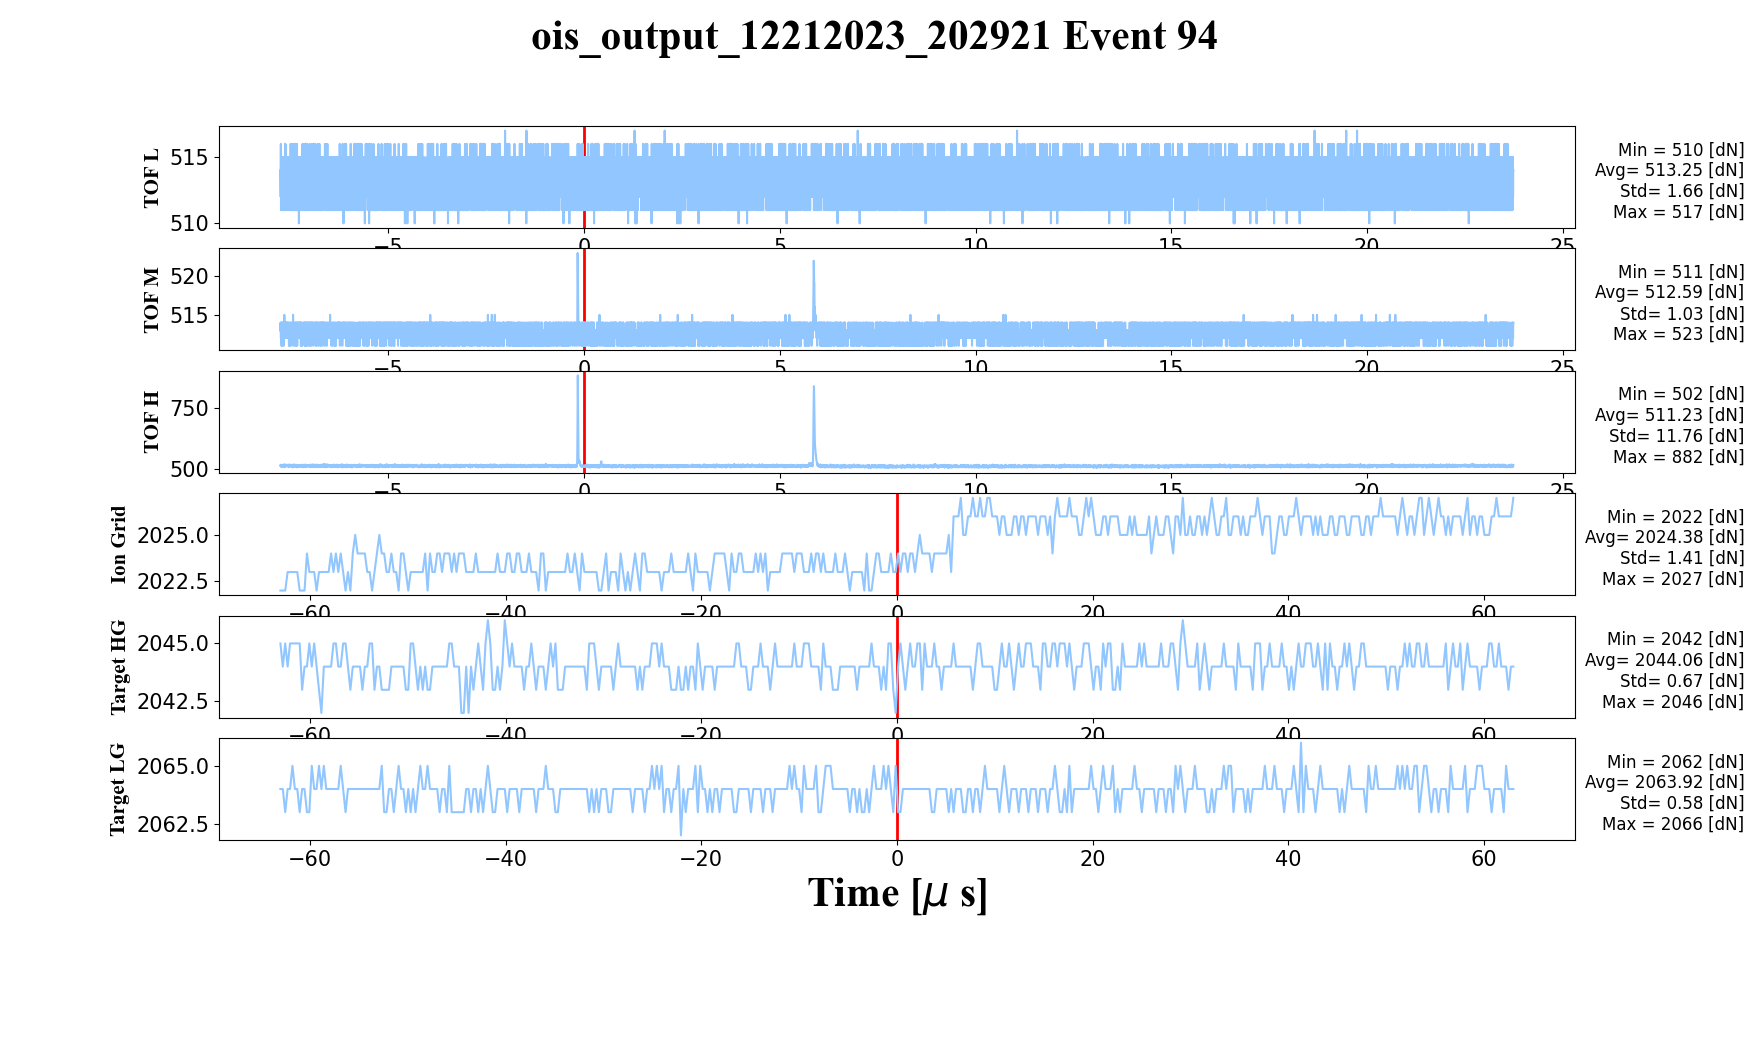 ois_output_12212023_202921 Event 94
TOF L
515
510
Min = 510 [dN]
Avg= 513.25 [dN]
Std= 1.66 [dN]
Max = 517 [dN]
−5 0 5 10 15 20 25
TOF M
520
515
Min = 511 [dN]
Avg= 512.59 [dN]
Std= 1.03 [dN]
Max = 523 [dN]
−5 0 5 10 15 20 25
TOF H
750
500
Min = 502 [dN]
Avg= 511.23 [dN]
Std= 11.76 [dN]
Max = 882 [dN]
−5 0 5 10 15 20 25
Ion Grid
2025.0
2022.5
Min = 2022 [dN]
Avg= 2024.38 [dN]
Std= 1.41 [dN]
Max = 2027 [dN]
−60 −40 −20 0 20 40 60
Target HG
2045.0
2042.5
Min = 2042 [dN]
Avg= 2044.06 [dN]
Std= 0.67 [dN]
Max = 2046 [dN]
−60 −40 −20 0 20 40 60
Target LG
2065.0
2062.5
Min = 2062 [dN]
Avg= 2063.92 [dN]
Std= 0.58 [dN]
Max = 2066 [dN]
−60 −40 −20 0 20 40 60
Time [μ s]